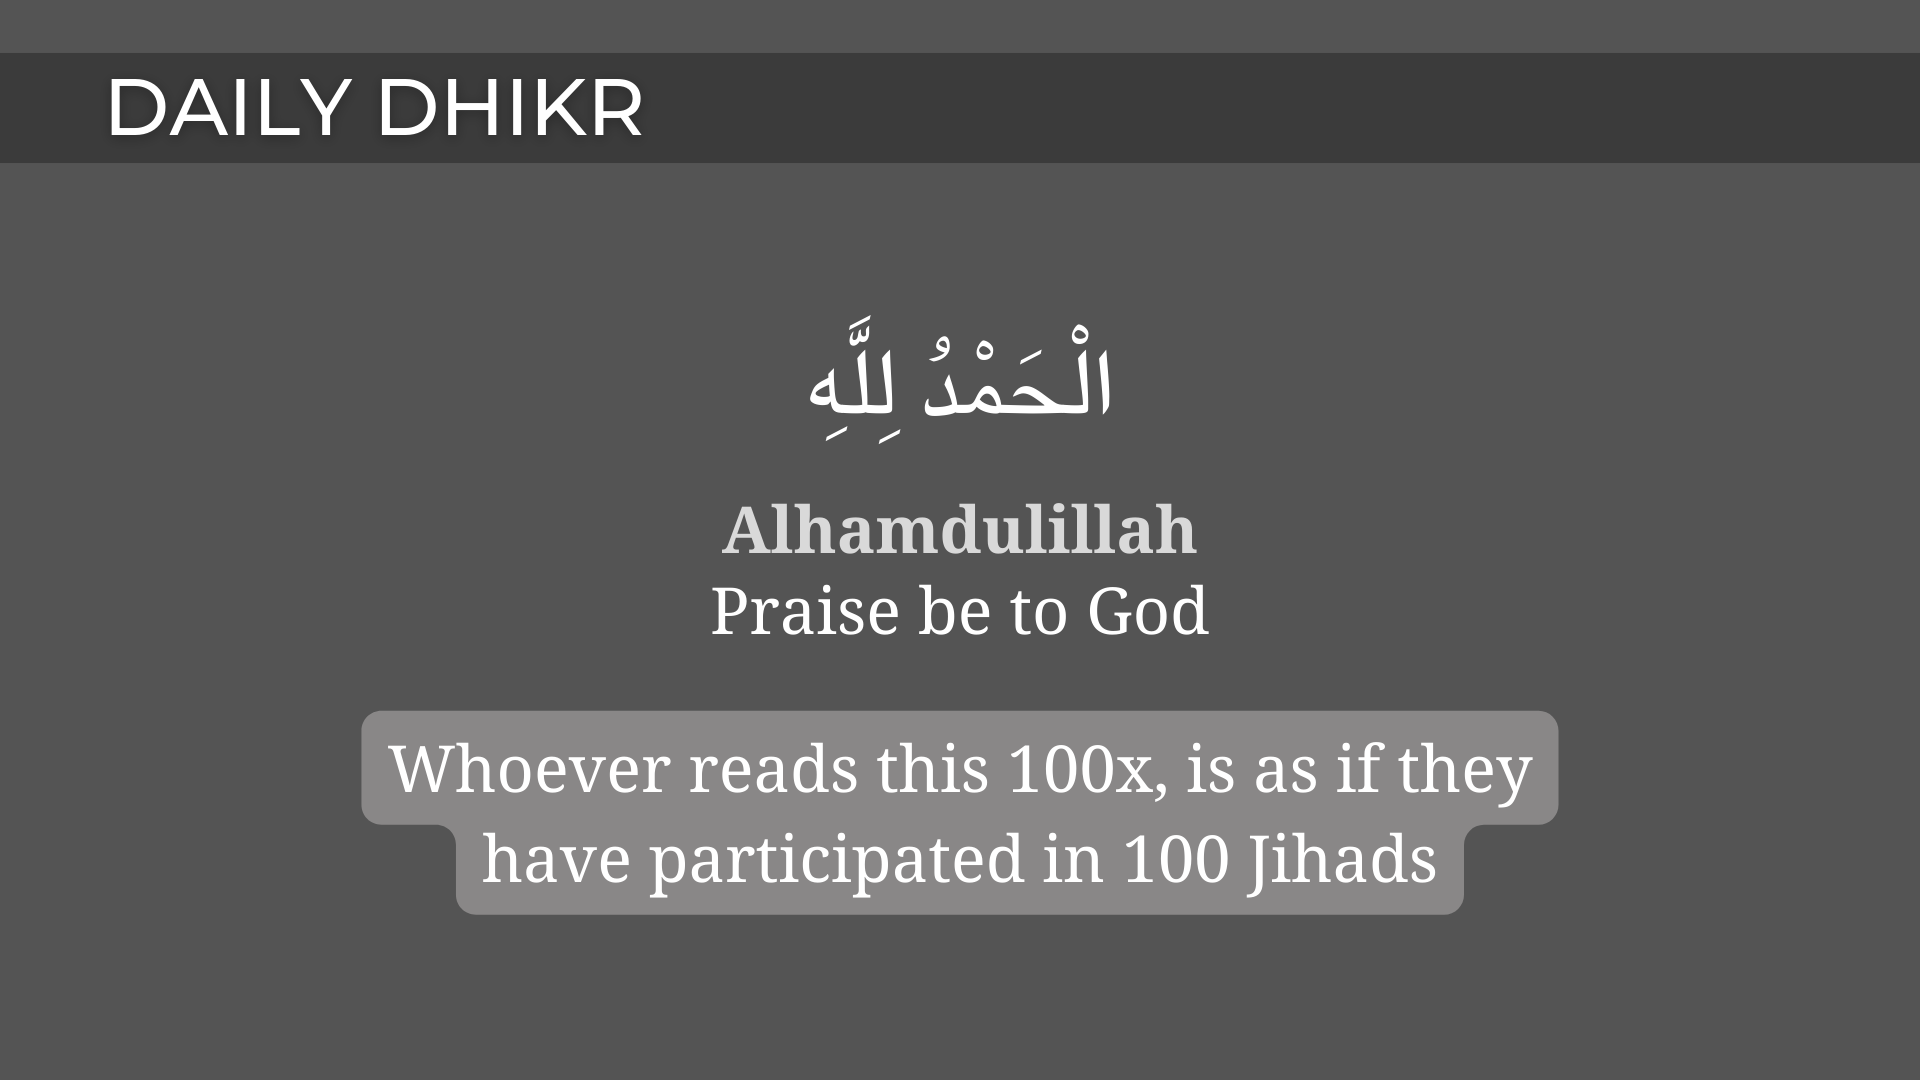 DAILY DHIKR
الْحَمْدُ لِلَّهِ
Alhamdulillah
Praise be to God
Whoever reads this 100x, is as if they
have participated in 100 Jihads